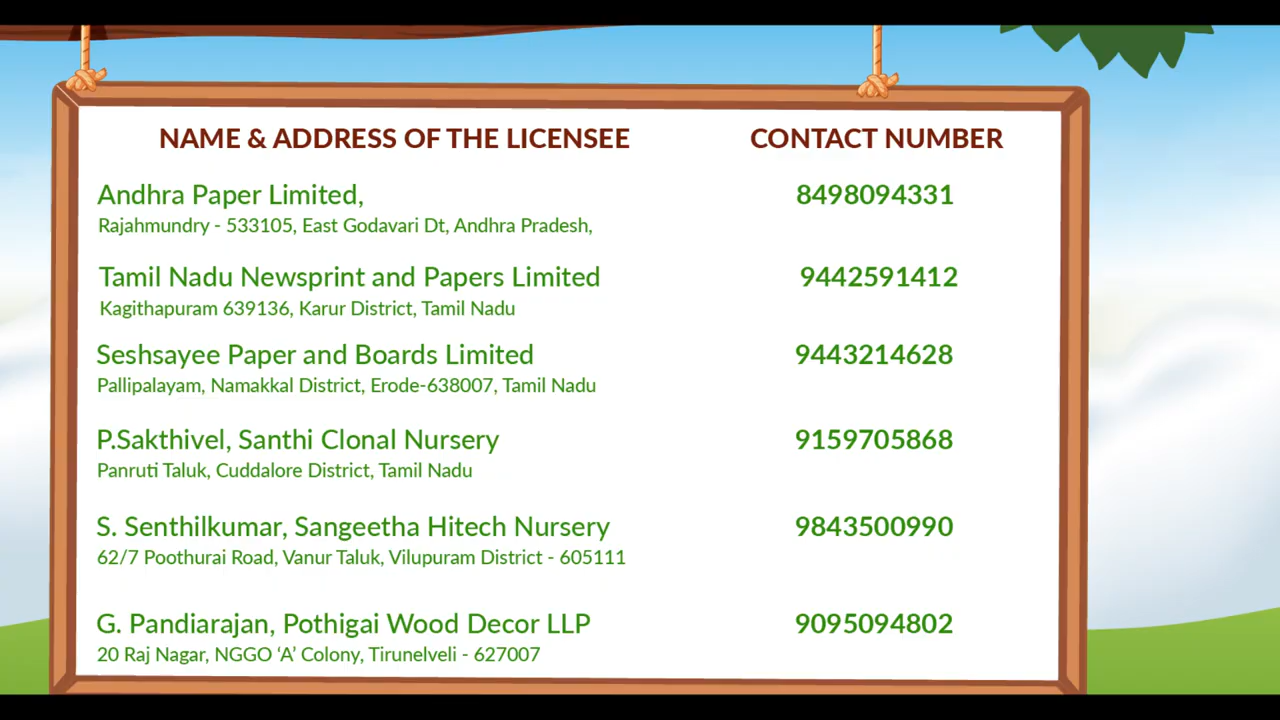 NAME & ADDRESS OF THE LICENSEE CONTACT NUMBER
Andhra Paper Limited, 8498094331
Rajahmundry - 533105, East Godavari Dt, Andhra Pradesh,
Tamil Nadu Newsprint and Papers Limited 9442591412
Kagithapuram 639136, Karur District, Tamil Nadu
Seshsayee Paper and Boards Limited 9443214628
Pallipalayam, Namakkal District, Erode-638007, Tamil Nadu
P.Sakthivel, Santhi Clonal Nursery 9159705868
Panruti Taluk, Cuddalore District, Tamil Nadu
S. Senthilkumar, Sangeetha Hitech Nursery 9843500990
62/7 Poothurai Road, Vanur Taluk, Vilupuram District - 605111
G. Pandiarajan, Pothigai Wood Decor LLP 9095094802
20 Raj Nagar, NGGO ‘A’ Colony, Tirunelveli - 627007